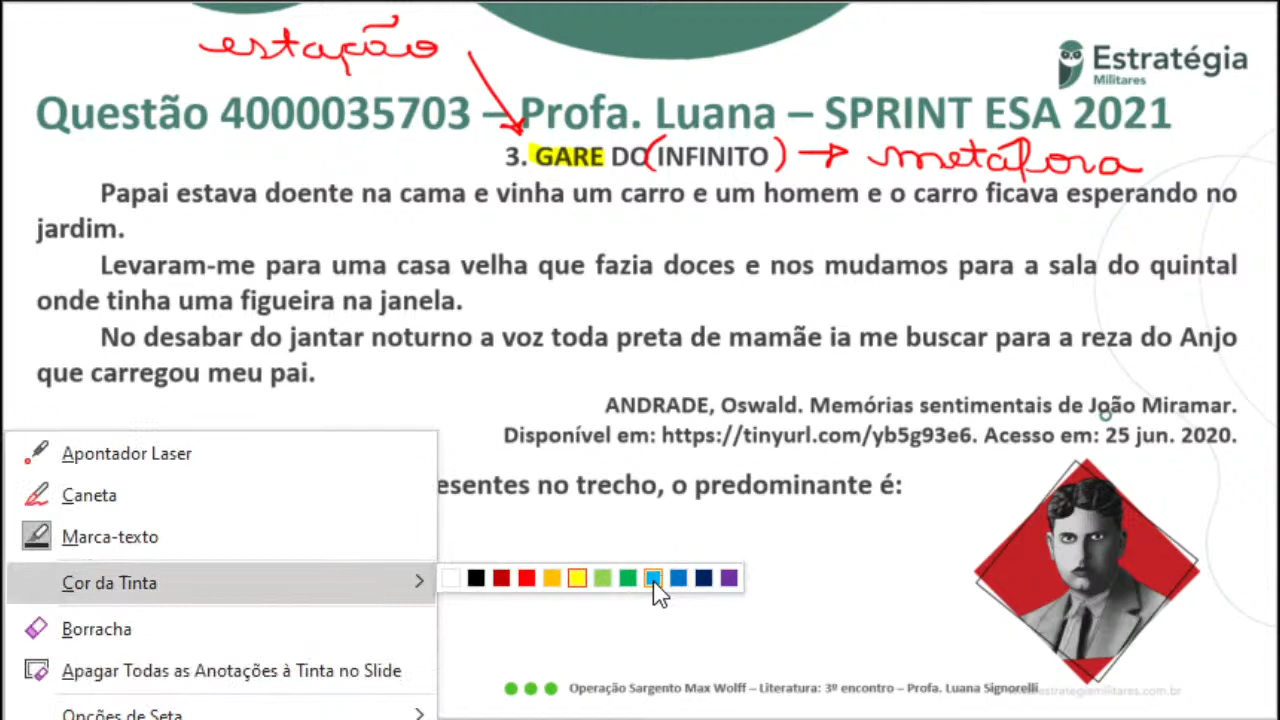 estação
Estratégia
Militares
Questão 4000035703 – Profa. Luana – SPRINT ESA 2021
3. GARE DO (INFINITO) → metáfora
Papai estava doente na cama e vinha um carro e um homem e o carro ficava esperando no
jardim.
Levaram-me para uma casa velha que fazia doces e nos mudamos para a sala do quintal
onde tinha uma figueira na janela.
No desabar do jantar noturno a voz toda preta de mamãe ia me buscar para a reza do Anjo
que carregou meu pai.
ANDRADE, Oswald. Memórias sentimentais de João Miramar.
Disponível em: https://tinyurl.com/yb5g93e6. Acesso em: 25 jun. 2020.
esentes no trecho, o predominante é:
Apontador Laser
Caneta
Marca-texto
Cor da Tinta
Borracha
Apagar Todas as Anotações à Tinta no Slide
Opções de Seta
Operação Sargento Max Wolff – Literatura: 3º encontro – Profa. Luana Signorelli